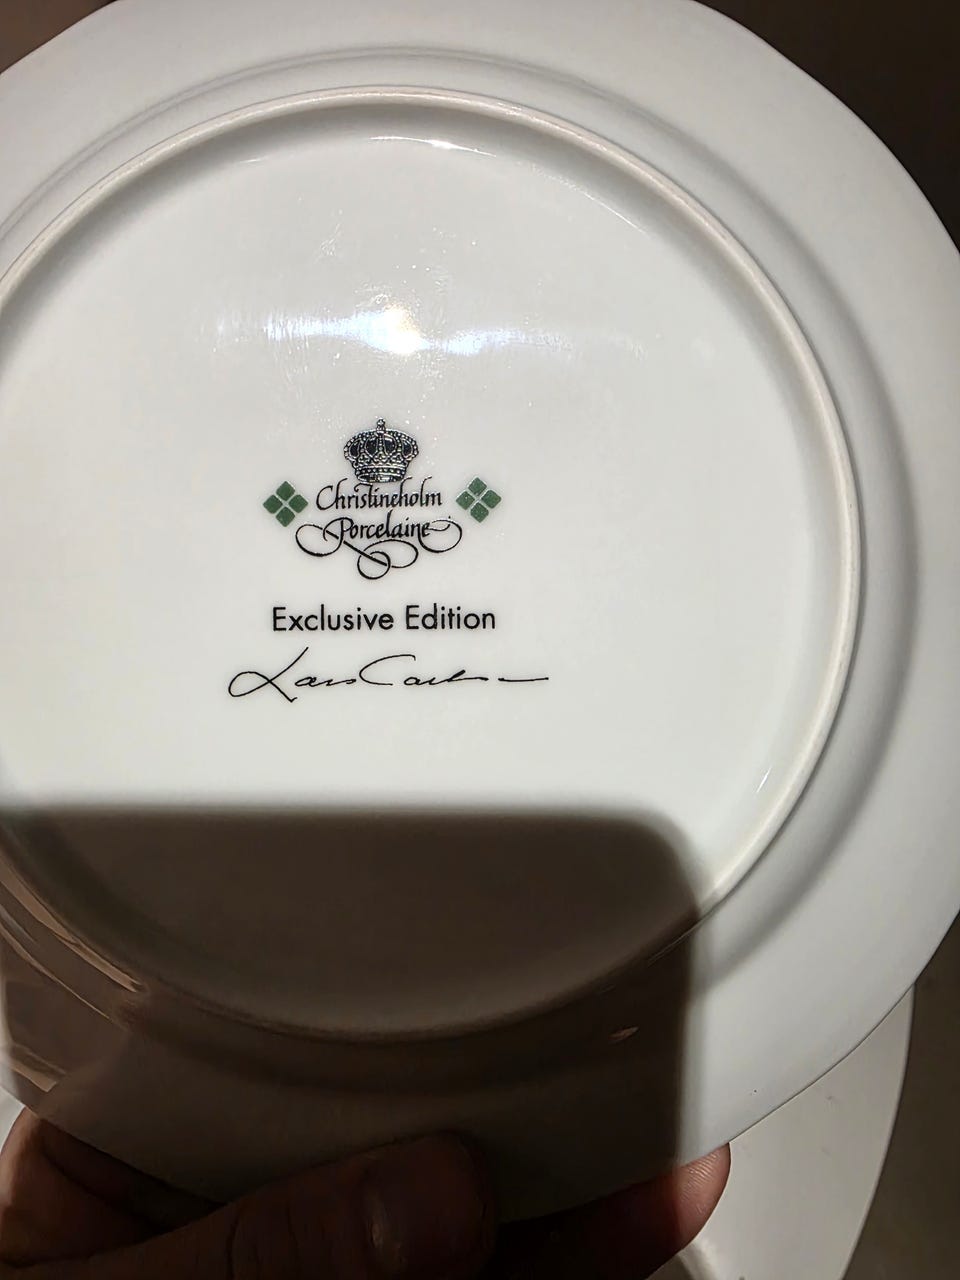 Christineholm
Porcelaine
Exclusive Edition